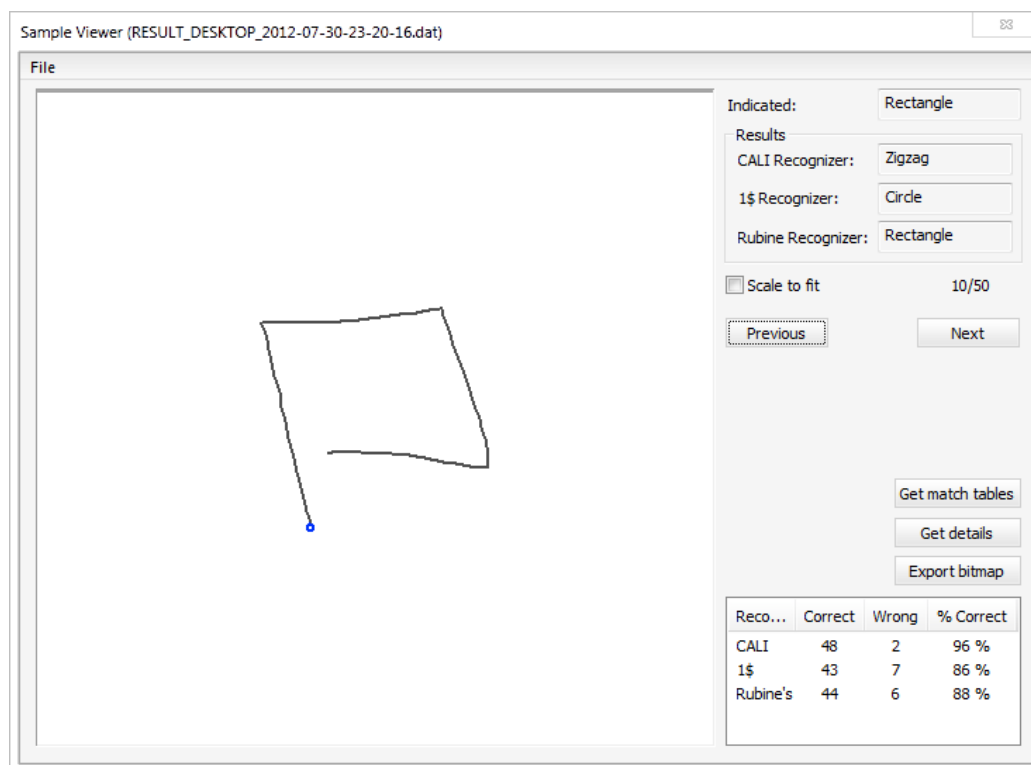 Sample Viewer (RESULT_DESKTOP_2012-07-30-23-20-16.dat)
File
Indicated: Rectangle
Results
CALI Recognizer: Zigzag
1$ Recognizer: Circle
Rubine Recognizer: Rectangle
Scale to fit 10/50
Previous Next
Get match tables
Get details
Export bitmap
Reco... Correct Wrong % Correct
CALI 48 2 96 %
1$ 43 7 86 %
Rubine's 44 6 88 %